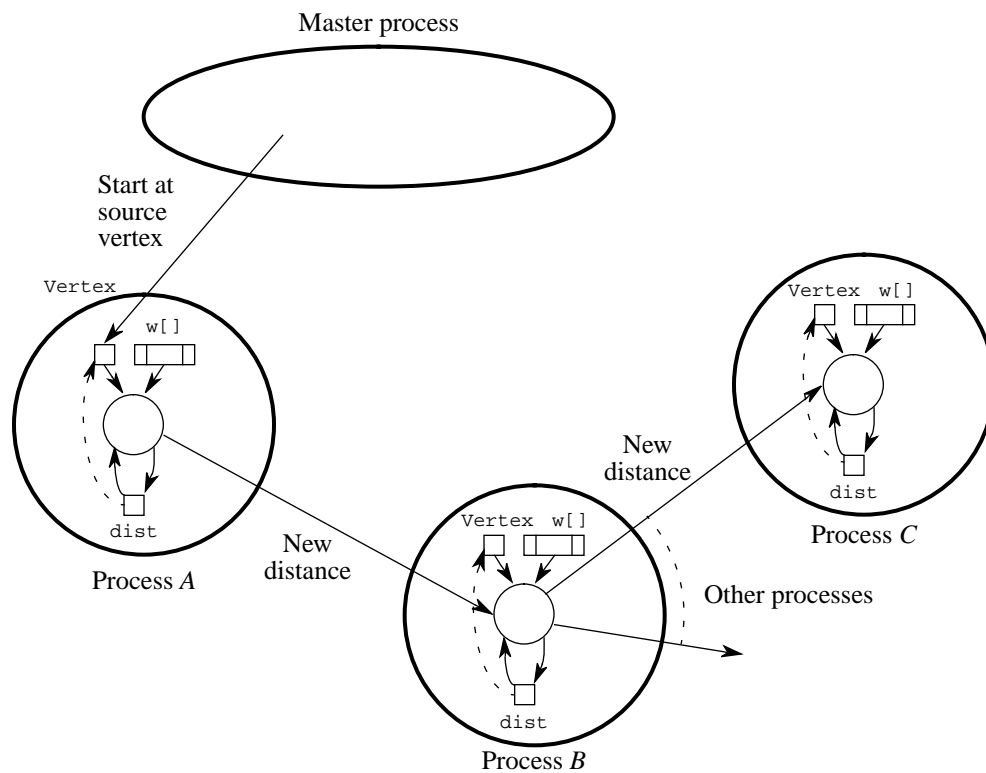 Master process
Start at
source
vertex
Vertex
w[]
dist
Process A
New
distance
Vertex w[]
dist
Process B
New
distance
Other processes
Vertex w[]
dist
Process C